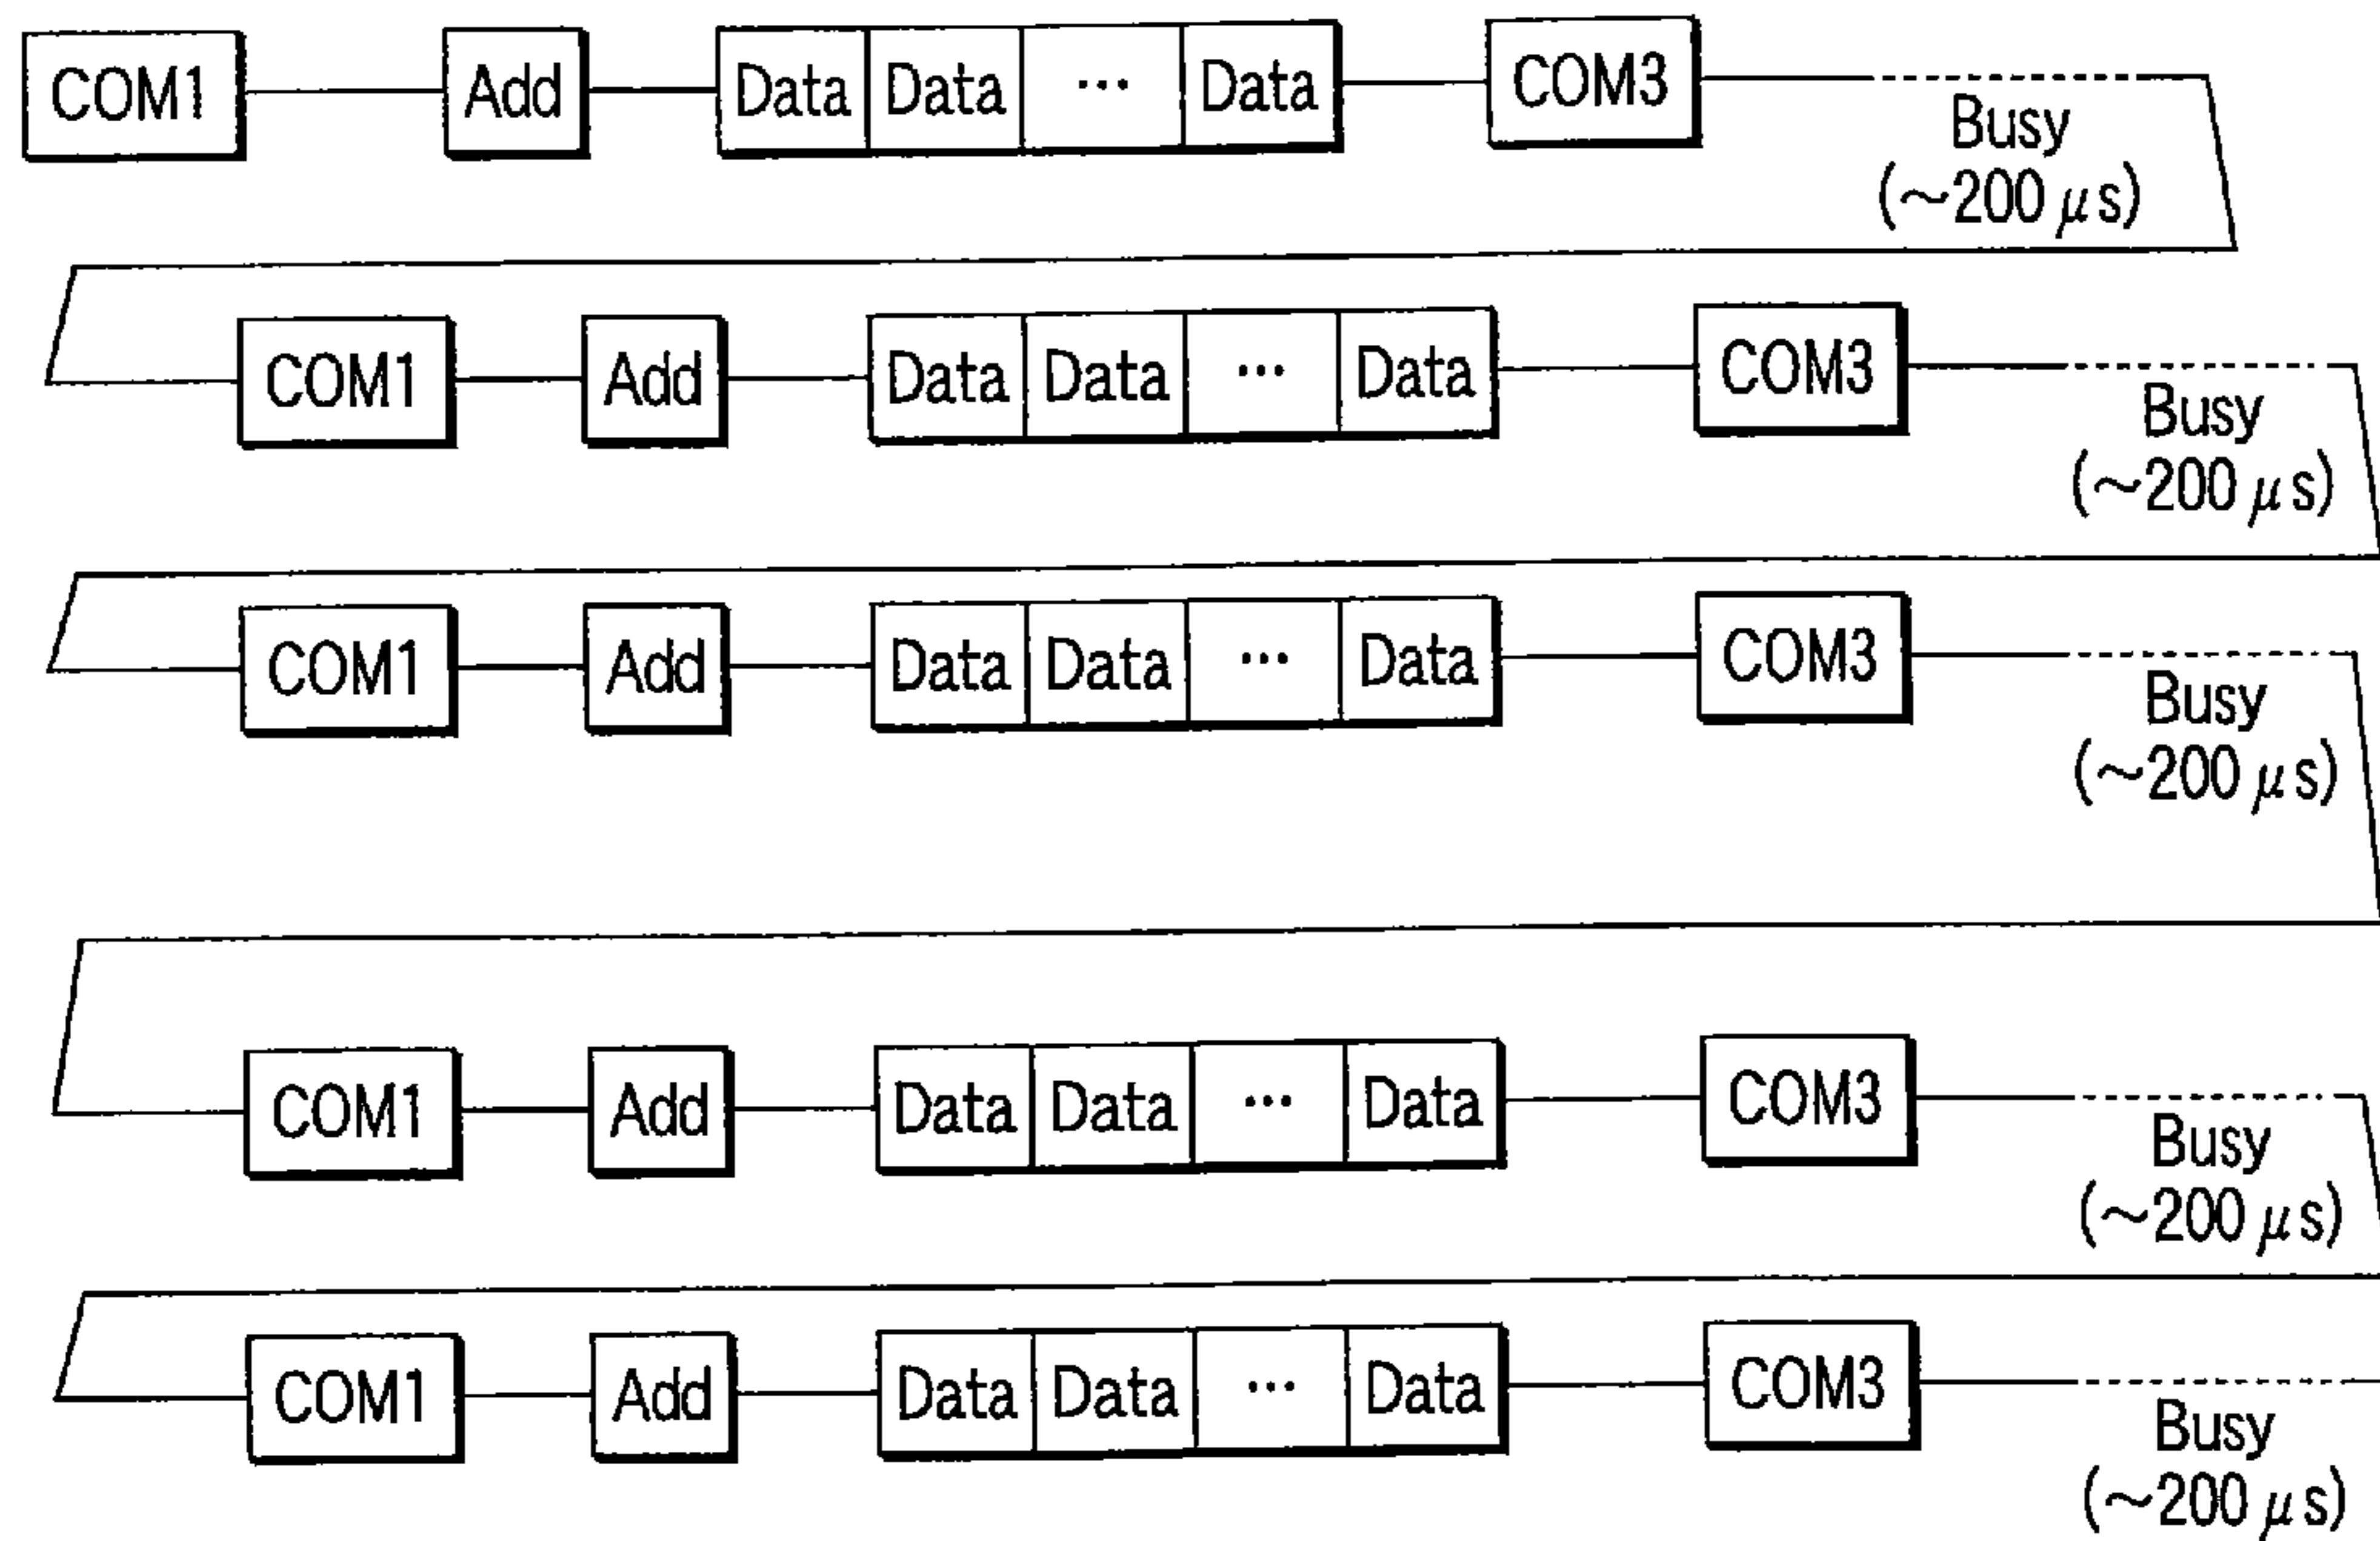 COM1 Add Data Data ... Data COM3
Busy
(~200 μs)
COM1 Add Data Data ... Data COM3
Busy
(~200 μs)
COM1 Add Data Data ... Data COM3
Busy
(~200 μs)
COM1 Add Data Data ... Data COM3
Busy
(~200 μs)
COM1 Add Data Data ... Data COM3
Busy
(~200 μs)